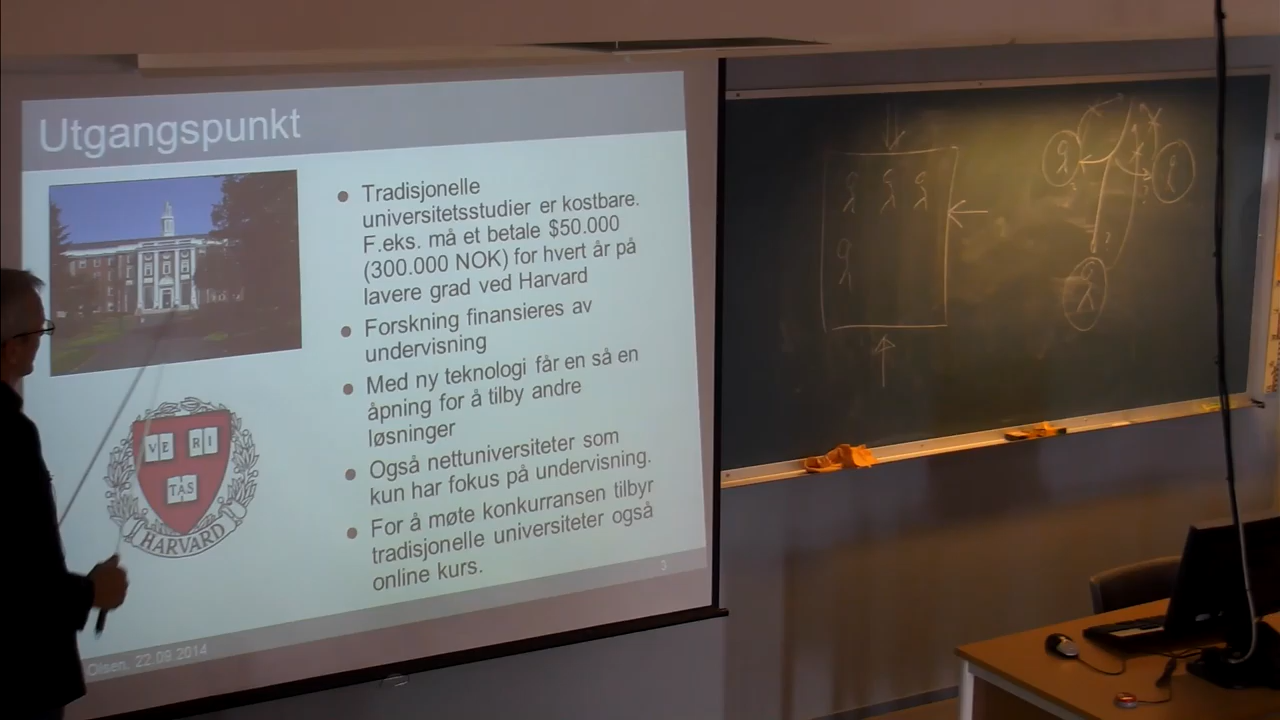 Utgangspunkt
Tradisjonelle
universitetsstudier er kostbare.
F.eks. må et betale $50.000
(300.000 NOK) for hvert år på
lavere grad ved Harvard
Forskning finansieres av
undervisning
Med ny teknologi får en så en
åpning for å tilby andre
løsninger
Også nettuniversiteter som
kun har fokus på undervisning.
For å møte konkurransen tilbyr
tradisjonelle universiteter også
online kurs.
VE RI
TAS
HARVARD
Olsen, 22.09.2014
3